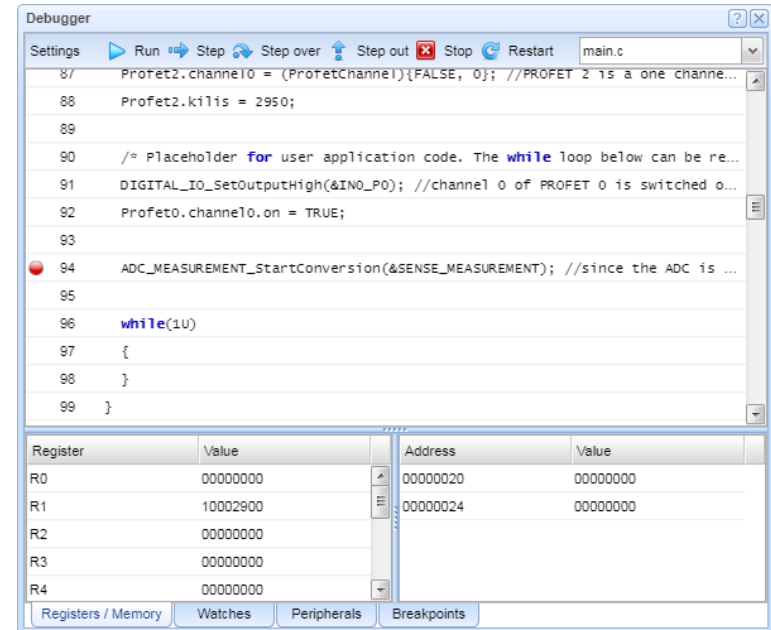 Debugger
Settings Run Step Step over Step out Stop Restart main.c
87 Profet2.channel0 = (ProfetChannel){FALSE, 0}; //PROFET 2 is a one channe...
88 Profet2.kilis = 2950;
89
90 /* Placeholder for user application code. The while loop below can be re...
91 DIGITAL_IO_SetOutputHigh(&IN0_P0); //channel 0 of PROFET 0 is switched o...
92 Profet0.channel0.on = TRUE;
93
94 ADC_MEASUREMENT_StartConversion(&SENSE_MEASUREMENT); //since the ADC is ...
95
96 while(1U)
97 {
98 }
99 }
Register Value Address Value
R0 00000000 00000020 00000000
R1 10002900 00000024 00000000
R2 00000000
R3 00000000
R4 00000000
Registers / Memory Watches Peripherals Breakpoints